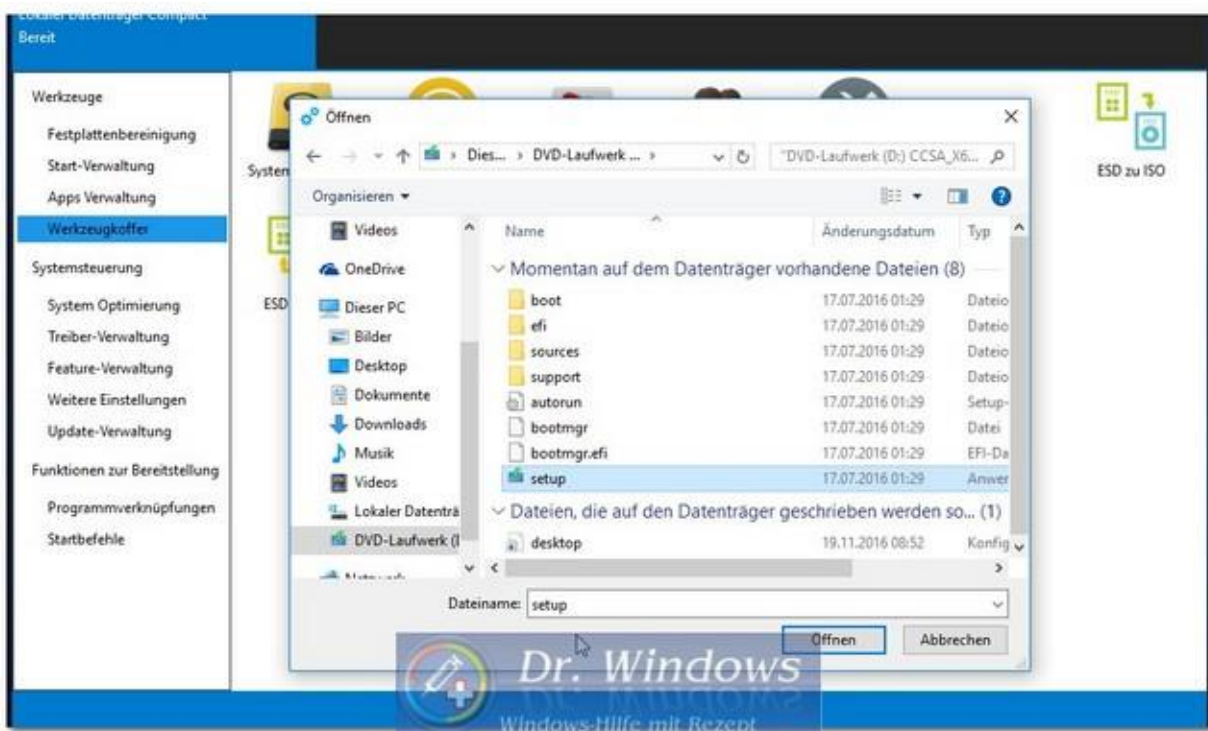 Lokaler Datenträger Compact
Bereit
Werkzeuge
Festplattenbereinigung
Start-Verwaltung
Apps Verwaltung
Werkzeugkoffer
Systemsteuerung
System Optimierung
Treiber-Verwaltung
Feature-Verwaltung
Weitere Einstellungen
Update-Verwaltung
Funktionen zur Bereitstellung
Programmverknüpfungen
Startbefehle
System
ESD
ESD zu ISO
Öffnen
Dies... › DVD-Laufwerk ... ›
"DVD-Laufwerk (D:) CCSA_X6...
Organisieren
Videos
OneDrive
Dieser PC
Bilder
Desktop
Dokumente
Downloads
Musik
Videos
Lokaler Datenträ
DVD-Laufwerk (
Name Änderungsdatum Typ
Momentan auf dem Datenträger vorhandene Dateien (8)
boot 17.07.2016 01:29 Dateio
efi 17.07.2016 01:29 Dateio
sources 17.07.2016 01:29 Dateio
support 17.07.2016 01:29 Dateio
autorun 17.07.2016 01:29 Setup-
bootmgr 17.07.2016 01:29 Datei
bootmgr.efi 17.07.2016 01:29 EFI-Da
setup 17.07.2016 01:29 Anwer
Dateien, die auf den Datenträger geschrieben werden so... (1)
desktop 19.11.2016 08:52 Konfig
Dateiname: setup
Öffnen Abbrechen
Dr. Windows
Windows-Hilfe mit Rezept